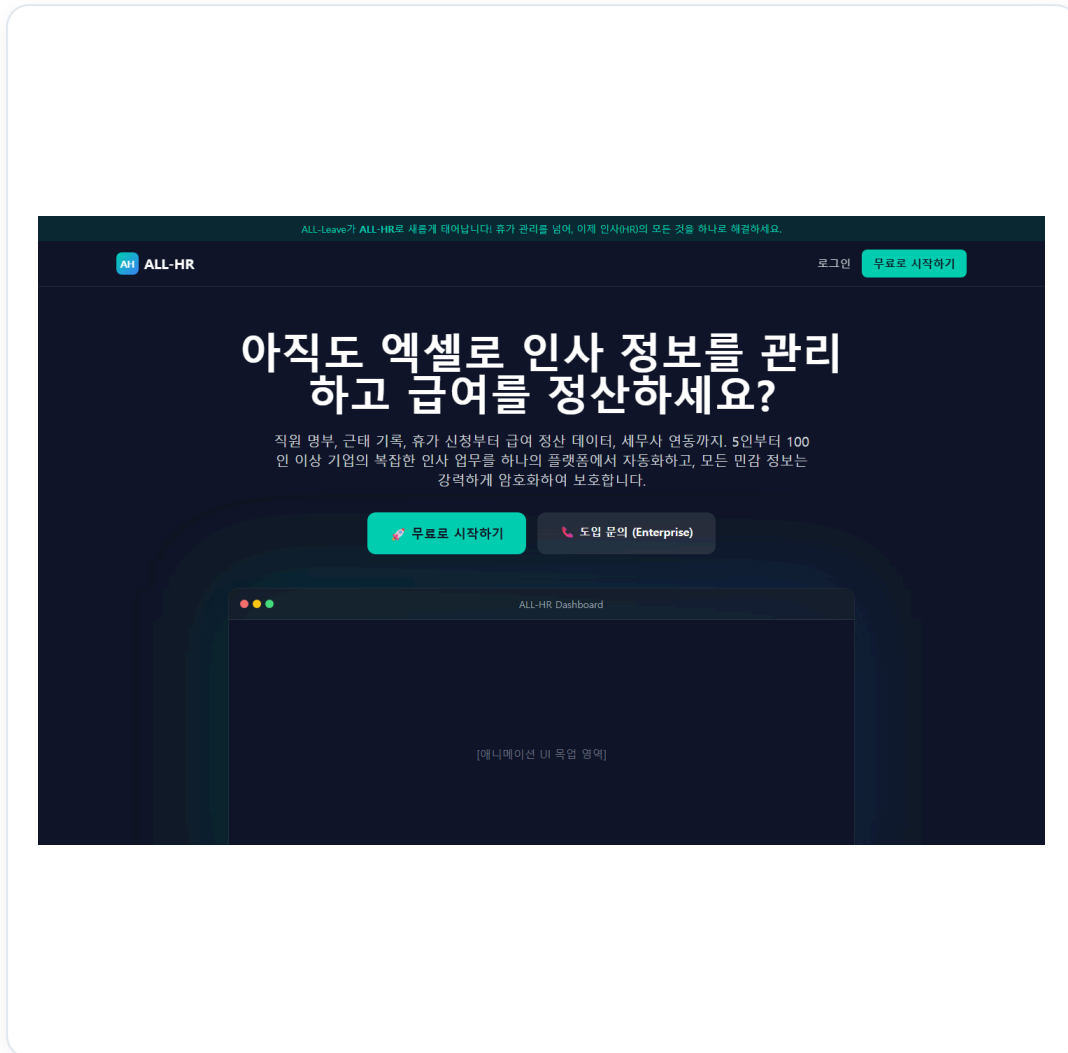 ALL-Leave가 ALL-HR로 새롭게 태어납니다! 휴가 관리를 넘어, 이제 인사(HR)의 모든 것을 하나로 해결하세요.
AH ALL-HR
로그인 무료로 시작하기
아직도 엑셀로 인사 정보를 관리
하고 급여를 정산하세요?
직원 명부, 근태 기록, 휴가 신청부터 급여 정산 데이터, 세무사 연동까지. 5인부터 100
인 이상 기업의 복잡한 인사 업무를 하나의 플랫폼에서 자동화하고, 모든 민감 정보는
강력하게 암호화하여 보호합니다.
🚀 무료로 시작하기 📞 도입 문의 (Enterprise)
ALL-HR Dashboard
[애니메이션 UI 목업 영역]